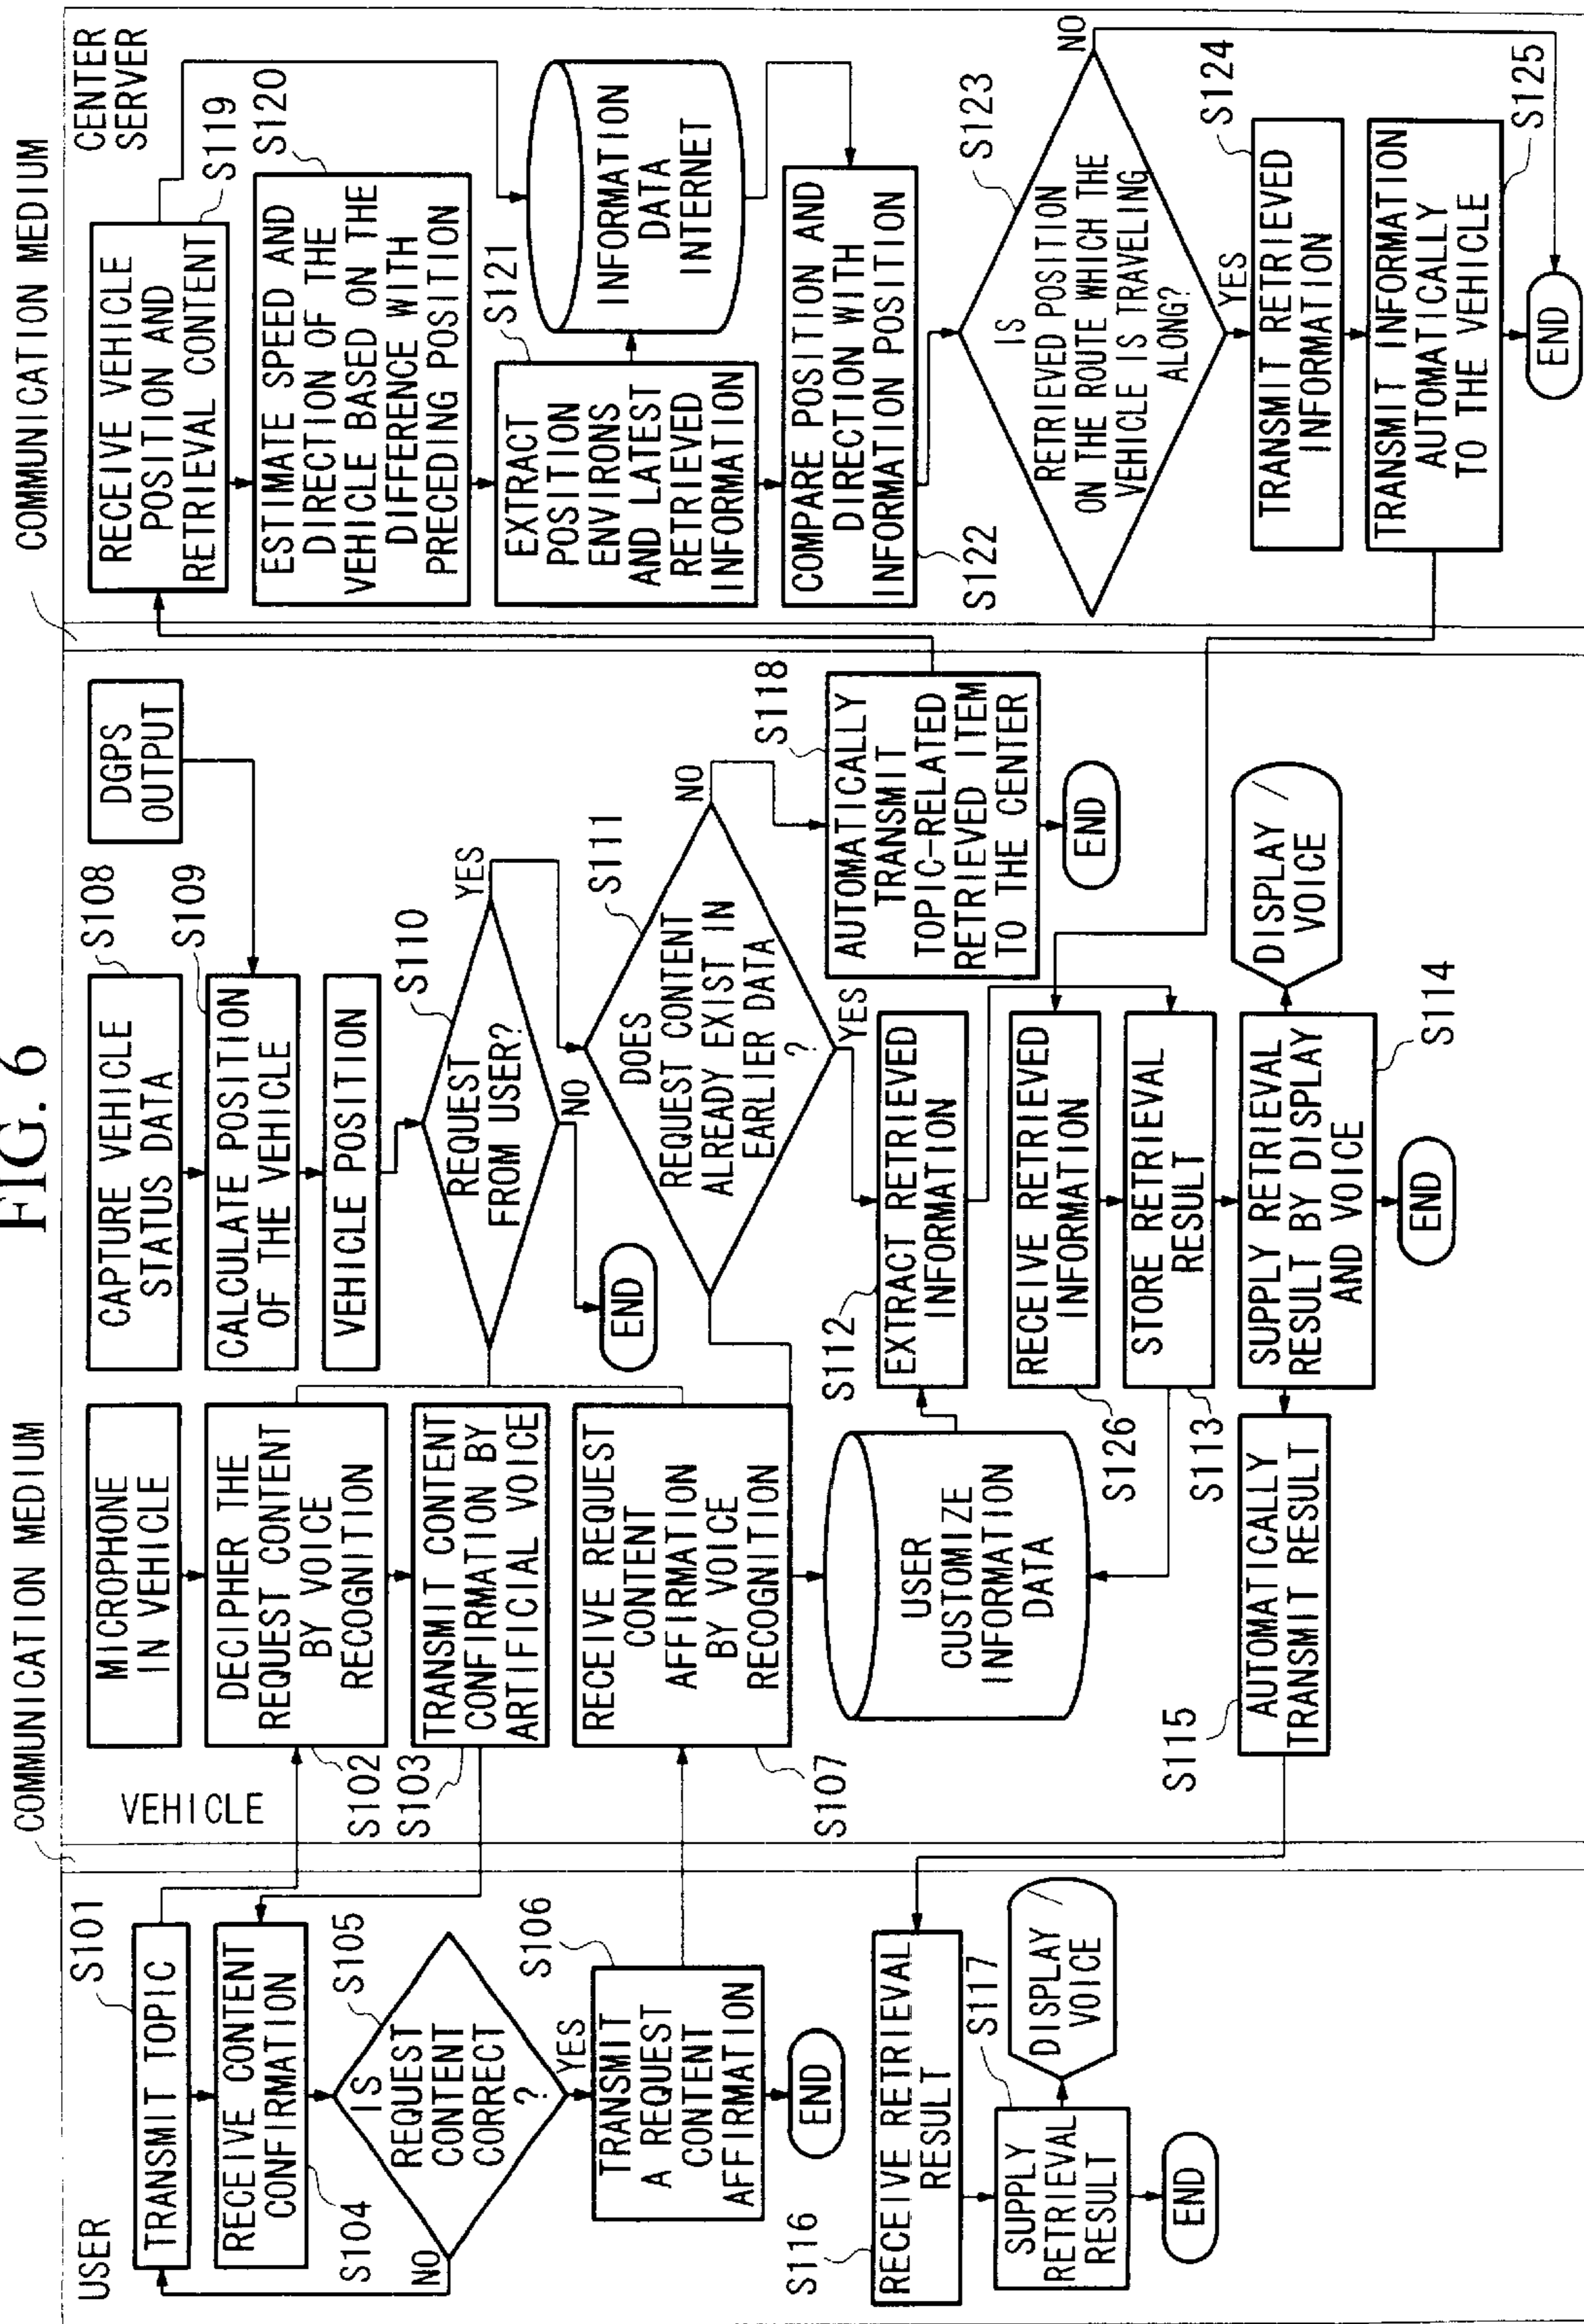 FIG. 6
COMMUNICATION MEDIUM
COMMUNICATION MEDIUM
USER
S101
TRANSMIT TOPIC
RECEIVE CONTENT
CONFIRMATION
S104
S105
IS
REQUEST
CONTENT
CORRECT
?
NO
YES
S106
TRANSMIT
A REQUEST
CONTENT
AFFIRMATION
END
S116
RECEIVE RETRIEVAL
RESULT
S117
SUPPLY
RETRIEVAL
RESULT
DISPLAY
VOICE
END
VEHICLE
MICROPHONE
IN VEHICLE
DECIPHER THE
REQUEST CONTENT
BY VOICE
RECOGNITION
S102
S103
TRANSMIT CONTENT
CONFIRMATION BY
ARTIFICIAL VOICE
RECEIVE REQUEST
CONTENT
AFFIRMATION
BY VOICE
RECOGNITION
S107
USER
CUSTOMIZE
INFORMATION
DATA
S115
AUTOMATICALLY
TRANSMIT RESULT
S108
CAPTURE VEHICLE
STATUS DATA
DGPS
OUTPUT
S109
CALCULATE POSITION
OF THE VEHICLE
VEHICLE POSITION
S110
REQUEST
FROM USER?
YES
NO
END
S111
DOES
REQUEST CONTENT
ALREADY EXIST IN
EARLIER DATA
?
NO
YES
S112
EXTRACT RETRIEVED
INFORMATION
S118
AUTOMATICALLY
TRANSMIT
TOPIC-RELATED
RETRIEVED ITEM
TO THE CENTER
END
RECEIVE RETRIEVED
INFORMATION
S126
STORE RETRIEVAL
RESULT
S113
SUPPLY RETRIEVAL
RESULT BY DISPLAY
AND VOICE
S114
DISPLAY
VOICE
END
CENTER
SERVER
RECEIVE VEHICLE
POSITION AND
RETRIEVAL CONTENT
S119
S120
ESTIMATE SPEED AND
DIRECTION OF THE
VEHICLE BASED ON THE
DIFFERENCE WITH
PRECEDING POSITION
S121
EXTRACT
POSITION
ENVIRONS
AND LATEST
RETRIEVED
INFORMATION
INFORMATION
DATA
INTERNET
COMPARE POSITION AND
DIRECTION WITH
INFORMATION POSITION
S122
S123
IS
RETRIEVED POSITION
ON THE ROUTE WHICH THE
VEHICLE IS TRAVELING
ALONG?
NO
YES
S124
TRANSMIT RETRIEVED
INFORMATION
TRANSMIT INFORMATION
AUTOMATICALLY
TO THE VEHICLE
S125
END